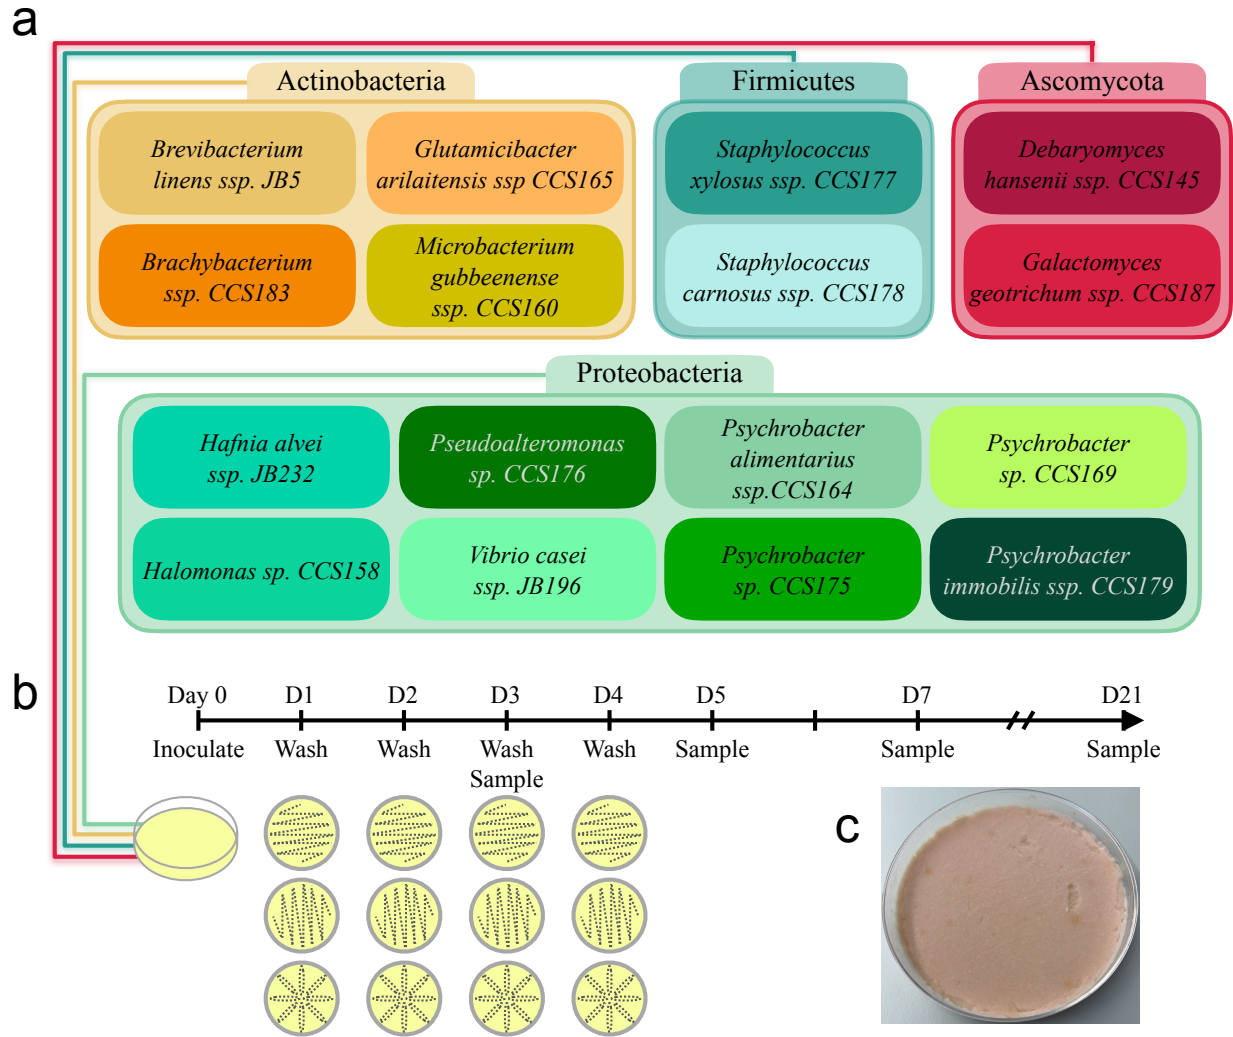 a
Actinobacteria
Firmicutes
Ascomycota
Brevibacterium
linens ssp. JB5
Glutamicibacter
arilaitensis ssp CCS165
Brachybacterium
ssp. CCS183
Microbacterium
gubbeenense
ssp. CCS160
Staphylococcus
xylosus ssp. CCS177
Staphylococcus
carnosus ssp. CCS178
Debaryomyces
hansenii ssp. CCS145
Galactomyces
geotrichum ssp. CCS187
Proteobacteria
Hafnia alvei
ssp. JB232
Pseudoalteromonas
sp. CCS176
Psychrobacter
alimentarius
ssp.CCS164
Psychrobacter
sp. CCS169
Halomonas sp. CCS158
Vibrio casei
ssp. JB196
Psychrobacter
sp. CCS175
Psychrobacter
immobilis ssp. CCS179
b
Day 0 D1 D2 D3 D4 D5 D7 D21
Inoculate Wash Wash Wash Wash Sample Sample Sample
Sample
c